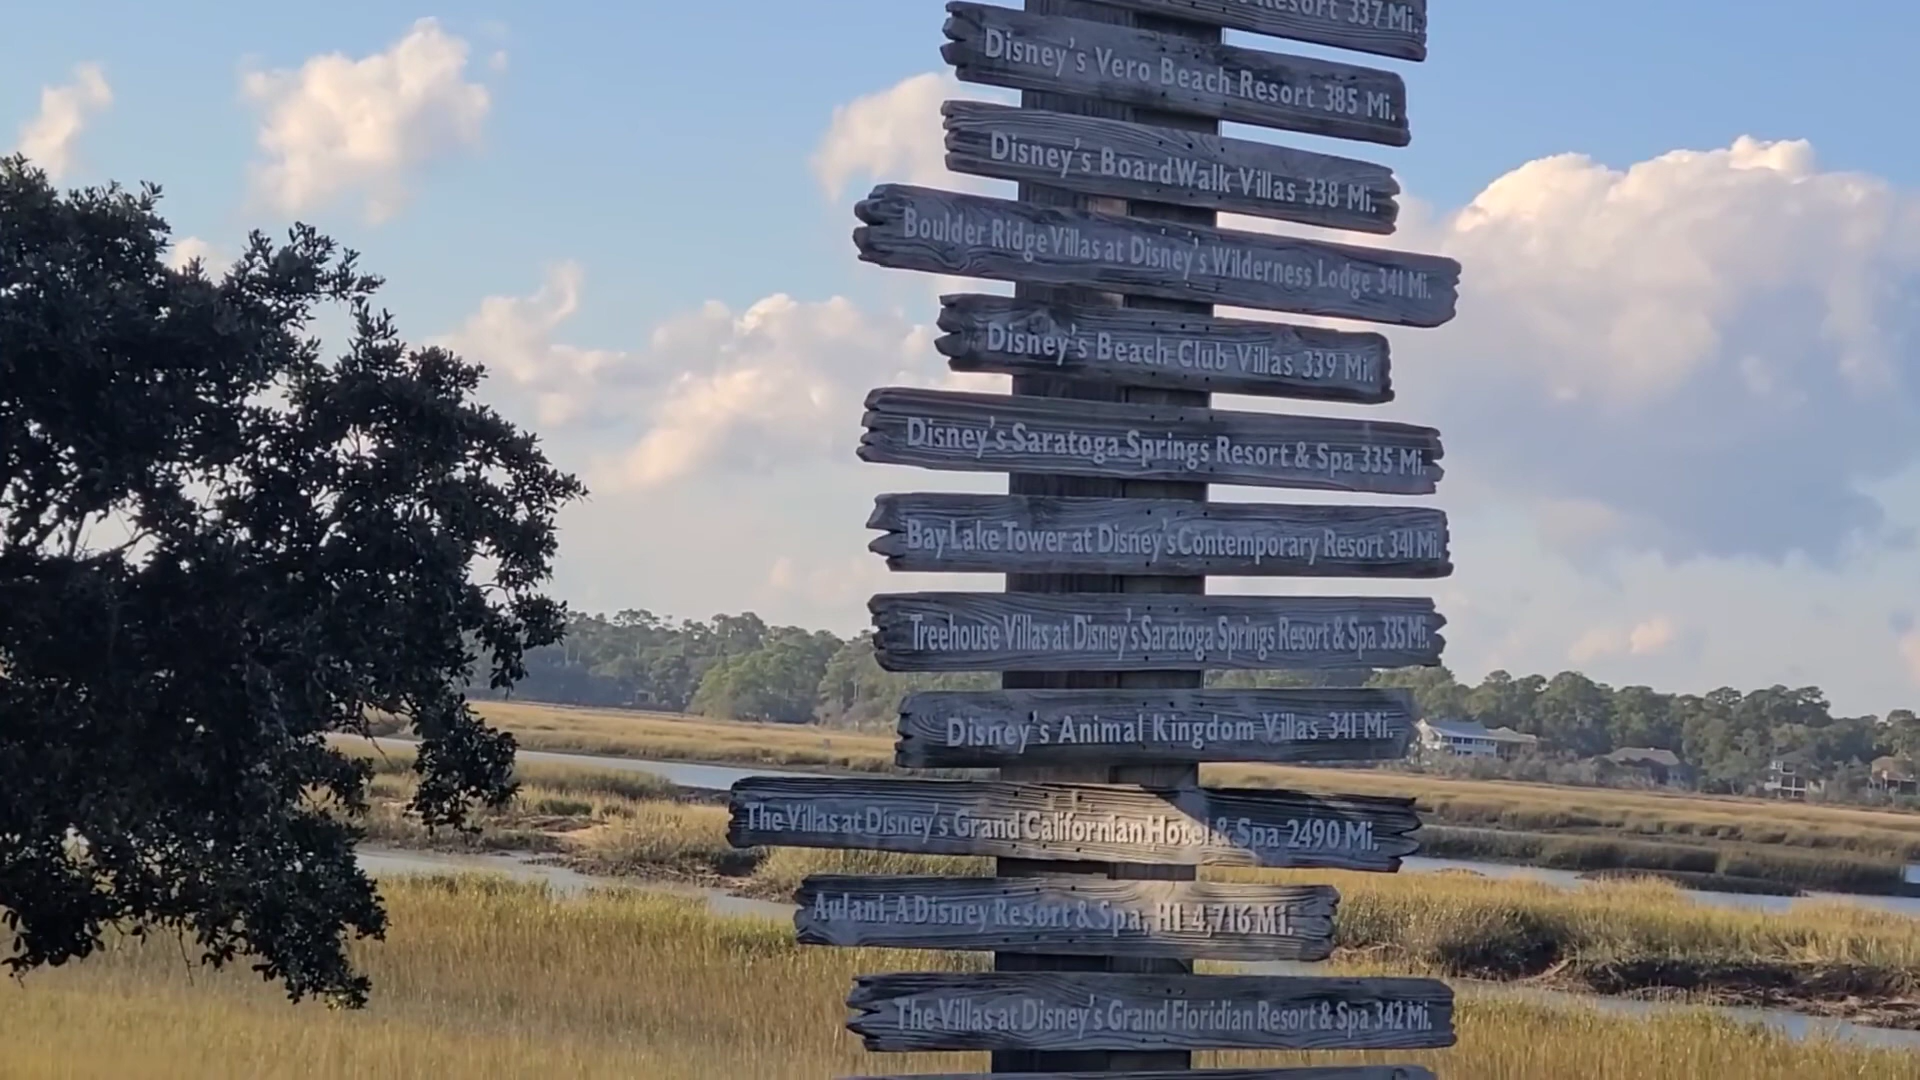 Resort 337 Mi.
Disney's Vero Beach Resort 385 Mi.
Disney's BoardWalk Villas 338 Mi.
Boulder Ridge Villas at Disney's Wilderness Lodge 341 Mi.
Disney's Beach Club Villas 339 Mi.
Disney's Saratoga Springs Resort & Spa 335 Mi.
Bay Lake Tower at Disney's Contemporary Resort 341 Mi.
Treehouse Villas at Disney's Saratoga Springs Resort & Spa 335 Mi.
Disney's Animal Kingdom Villas 341 Mi.
The Villas at Disney's Grand Californian Hotel & Spa 2490 Mi.
Aulani, A Disney Resort & Spa, HI 4,716 Mi.
The Villas at Disney's Grand Floridian Resort & Spa 342 Mi.